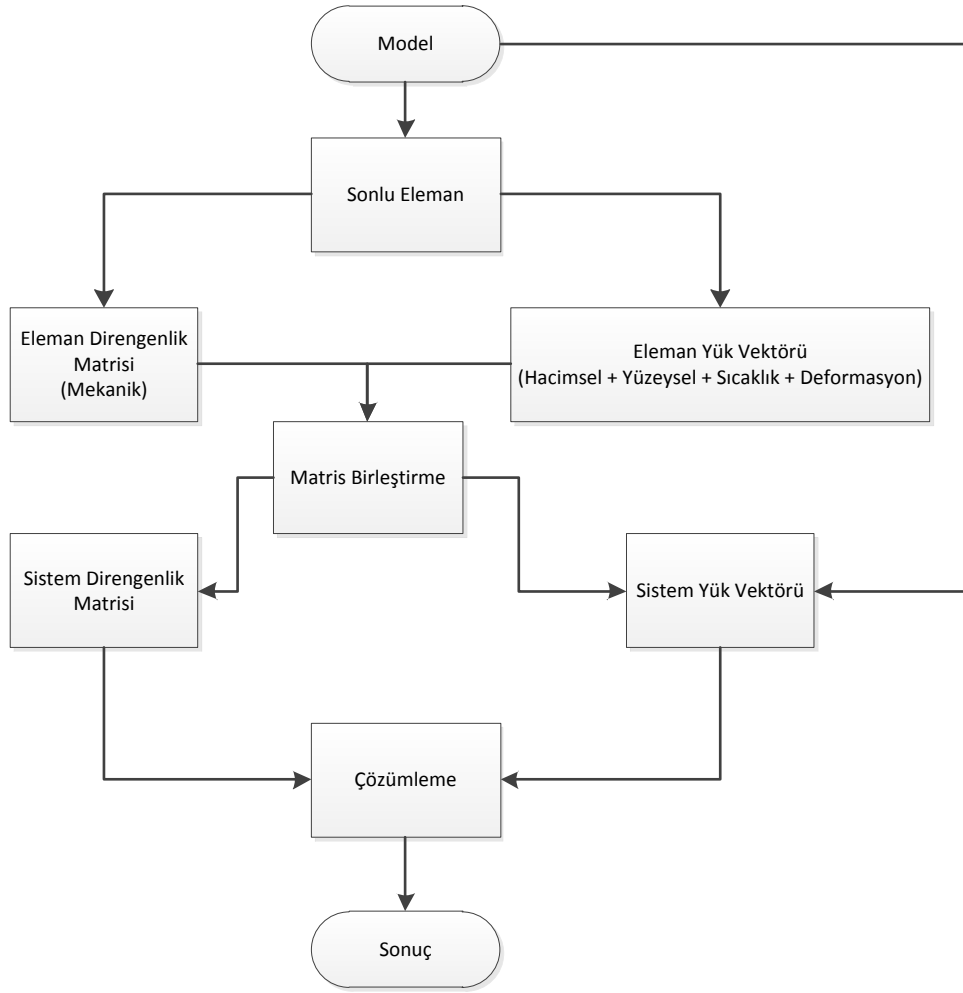 Model
Sonlu Eleman
Eleman Direngenlik
Matrisi
(Mekanik)
Eleman Yük Vektörü
(Hacimsel + Yüzeysel + Sıcaklık + Deformasyon)
Matris Birleştirme
Sistem Direngenlik
Matrisi
Sistem Yük Vektörü
Çözümleme
Sonuç